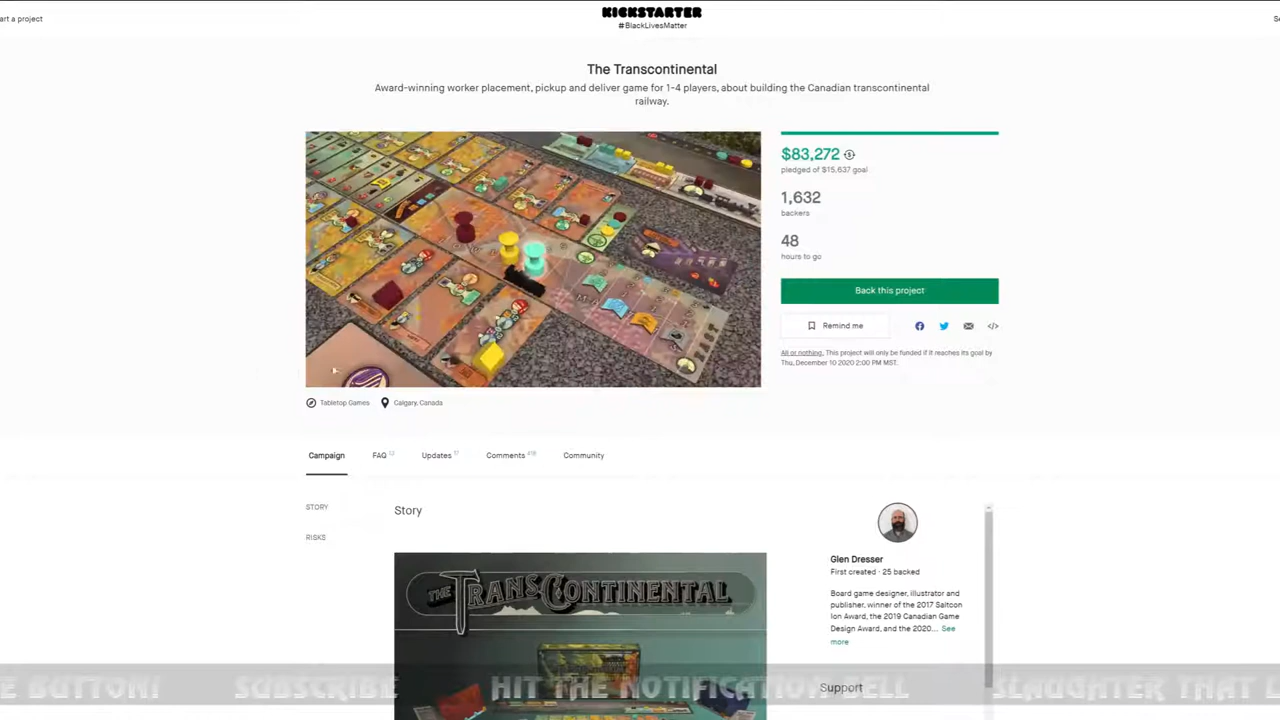 art a project
KICKSTARTER
#BlackLivesMatter
The Transcontinental
Award-winning worker placement, pickup and deliver game for 1-4 players, about building the Canadian transcontinental
railway.
$83,272
pledged of $15,637 goal
1,632
backers
48
hours to go
Back this project
Remind me
All or nothing. This project will only be funded if it reaches its goal by
Thu, December 10 2020 2:00 PM MST.
Tabletop Games
Calgary, Canada
Campaign
FAQ
Updates 17
Comments 418
Community
STORY
RISKS
Story
THE TRANSCONTINENTAL
Glen Dresser
First created · 25 backed
Board game designer, illustrator and
publisher, winner of the 2017 Saltcon
Ion Award, the 2019 Canadian Game
Design Award, and the 2020... See
more
Support
E BUTTON! SUBSCRIBE HIT THE NOTIFICATION BELL SLAUGHTER THAT L